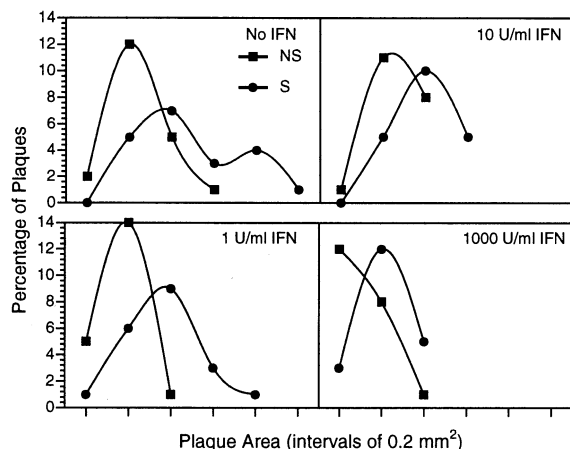 Percentage of Plaques
14
12
10
8
6
4
2
0
No IFN
NS
S
10 U/ml IFN
14
12
10
8
6
4
2
0
1 U/ml IFN
1000 U/ml IFN
Plaque Area (intervals of 0.2 mm²)